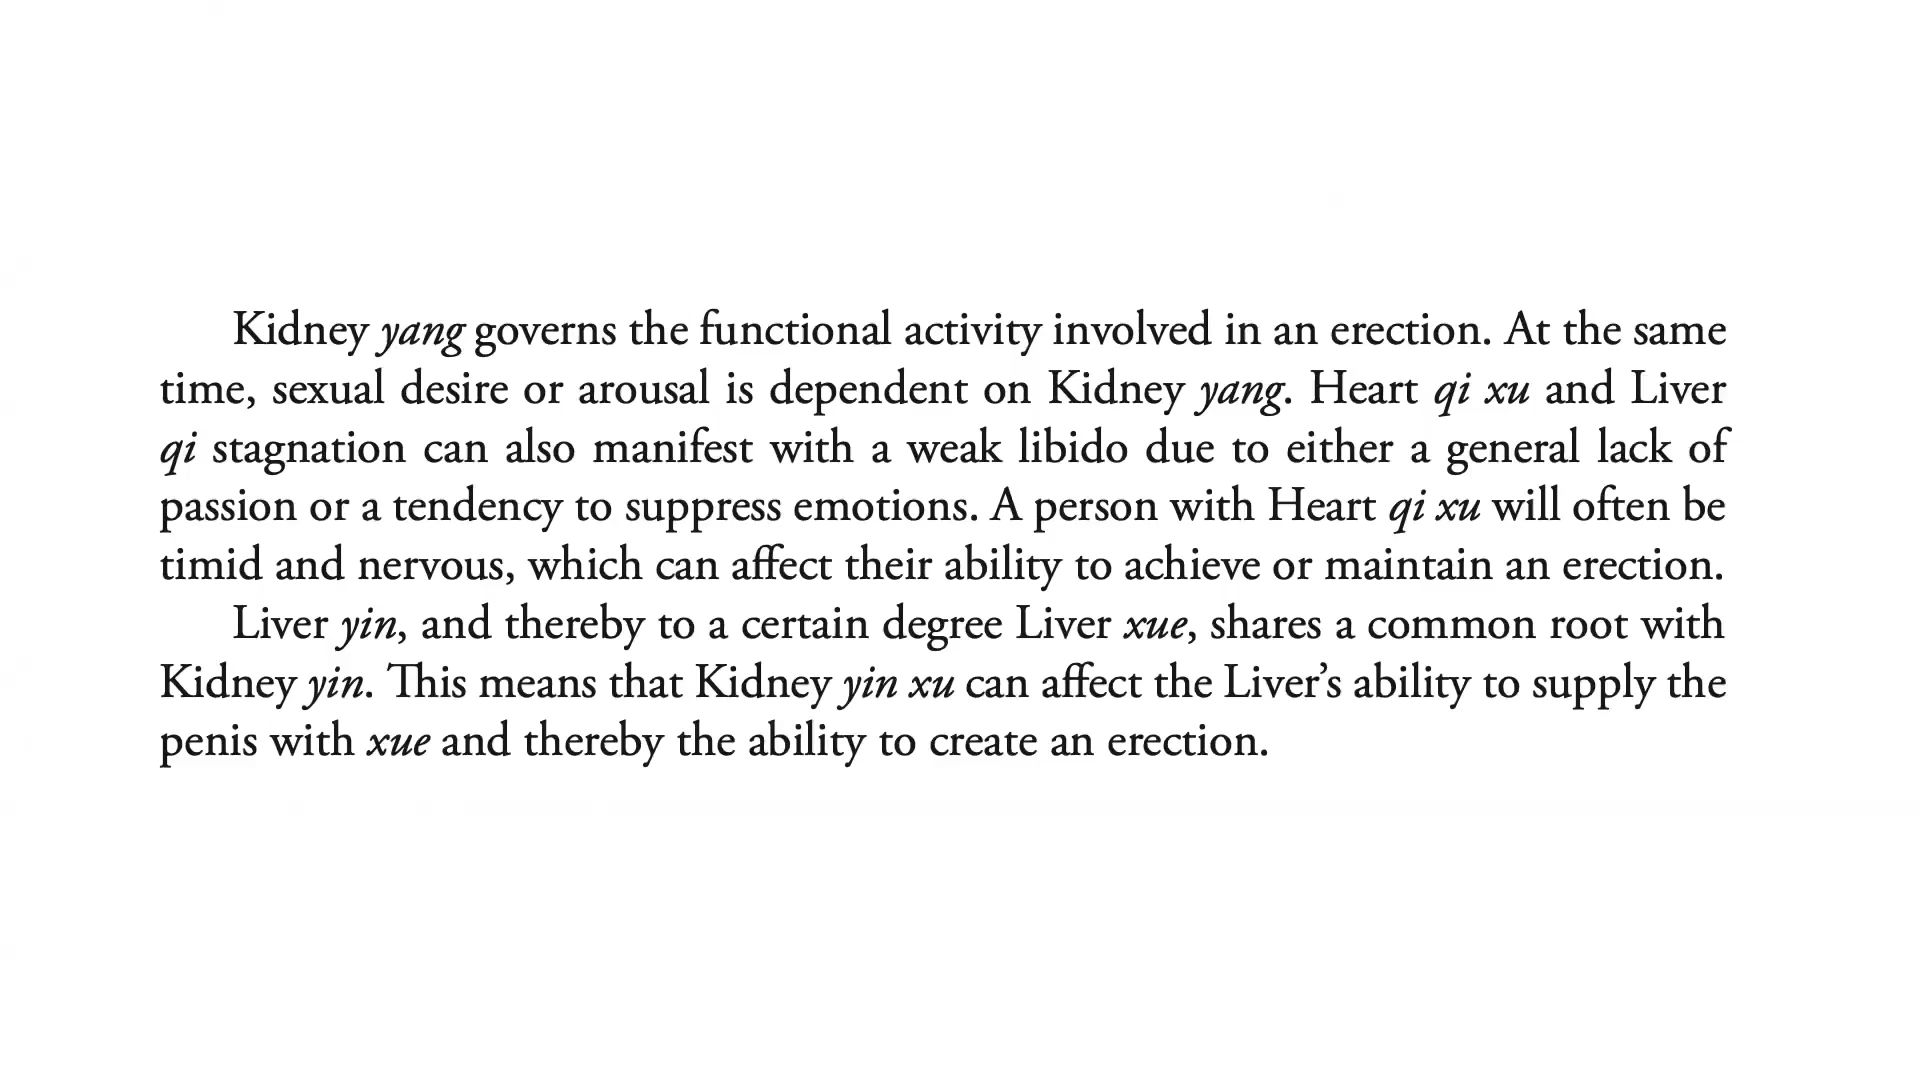 Kidney yang governs the functional activity involved in an erection. At the same
time, sexual desire or arousal is dependent on Kidney yang. Heart qi xu and Liver
qi stagnation can also manifest with a weak libido due to either a general lack of
passion or a tendency to suppress emotions. A person with Heart qi xu will often be
timid and nervous, which can affect their ability to achieve or maintain an erection.
Liver yin, and thereby to a certain degree Liver xue, shares a common root with
Kidney yin. This means that Kidney yin xu can affect the Liver’s ability to supply the
penis with xue and thereby the ability to create an erection.